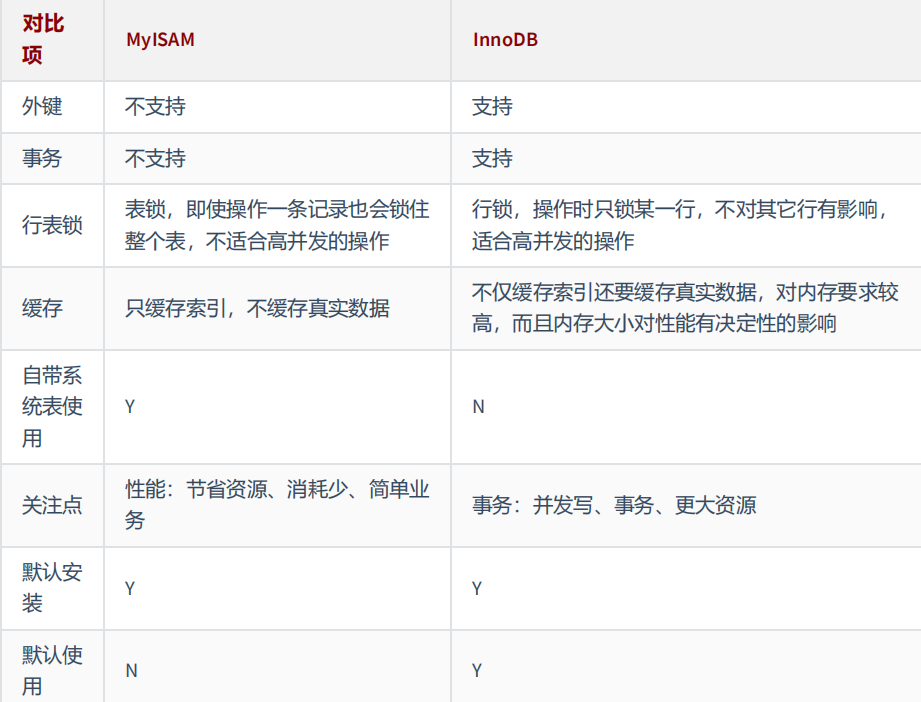 对比
项
MyISAM
InnoDB
外键
不支持
支持
事务
不支持
支持
行表锁
表锁，即使操作一条记录也会锁住
整个表，不适合高并发的操作
行锁，操作时只锁某一行，不对其它行有影响，
适合高并发的操作
缓存
只缓存索引，不缓存真实数据
不仅缓存索引还要缓存真实数据，对内存要求较
高，而且内存大小对性能有决定性的影响
自带系
统表使
用
Y
N
关注点
性能：节省资源、消耗少、简单业
务
事务：并发写、事务、更大资源
默认安
装
Y
Y
默认使
用
N
Y